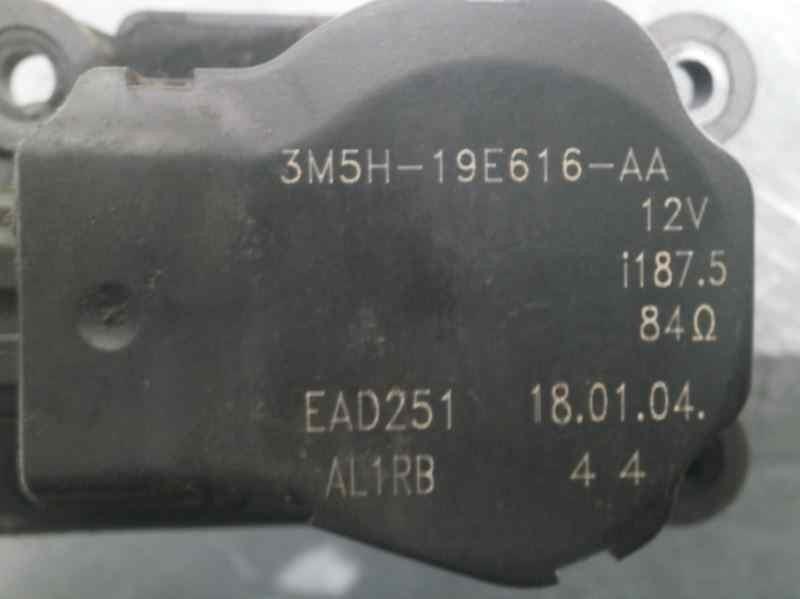 3M5H-19E616-AA
12V
i187.5
84Ω
EAD251 18.01.04.
AL1RB 4 4